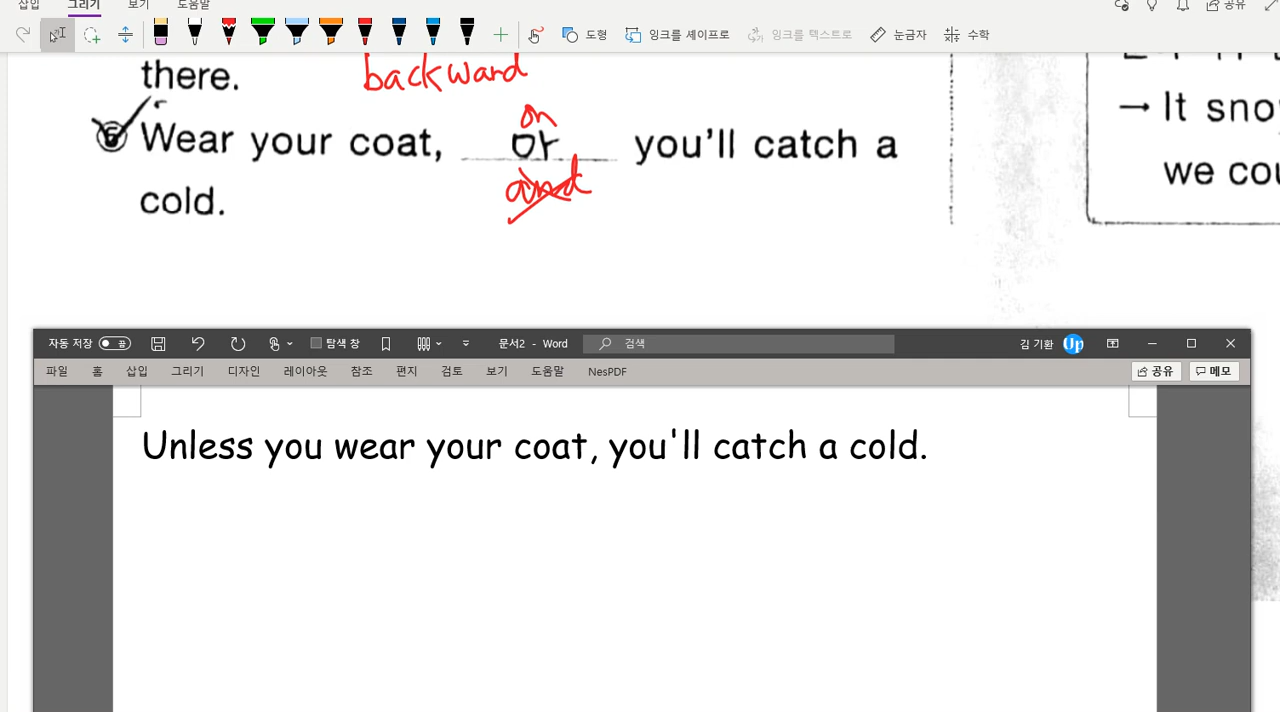 삽입 그리기 보기 도움말 공유
도형 잉크를 셰이프로 잉크를 텍스트로 눈금자 수학
there. backward
or
Wear your coat, or you'll catch a
and
cold.
→ It sno
we cou
자동 저장 끔 탐색 창 문서2 - Word 검색 김 기환 Up
파일 홈 삽입 그리기 디자인 레이아웃 참조 편지 검토 보기 도움말 NesPDF 공유 메모
Unless you wear your coat, you'll catch a cold.